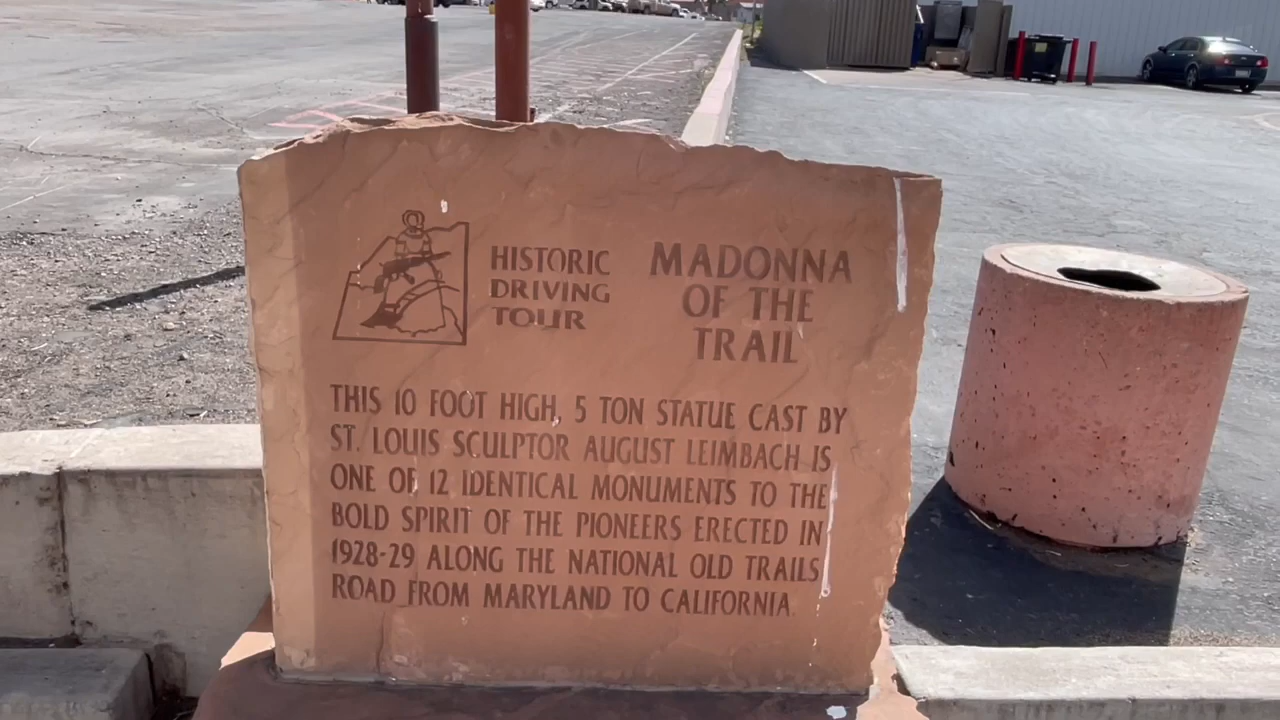 HISTORIC
DRIVING
TOUR
MADONNA
OF THE
TRAIL
THIS 10 FOOT HIGH, 5 TON STATUE CAST BY
ST. LOUIS SCULPTOR AUGUST LEIMBACH IS
ONE OF 12 IDENTICAL MONUMENTS TO THE
BOLD SPIRIT OF THE PIONEERS ERECTED IN
1928-29 ALONG THE NATIONAL OLD TRAILS
ROAD FROM MARYLAND TO CALIFORNIA